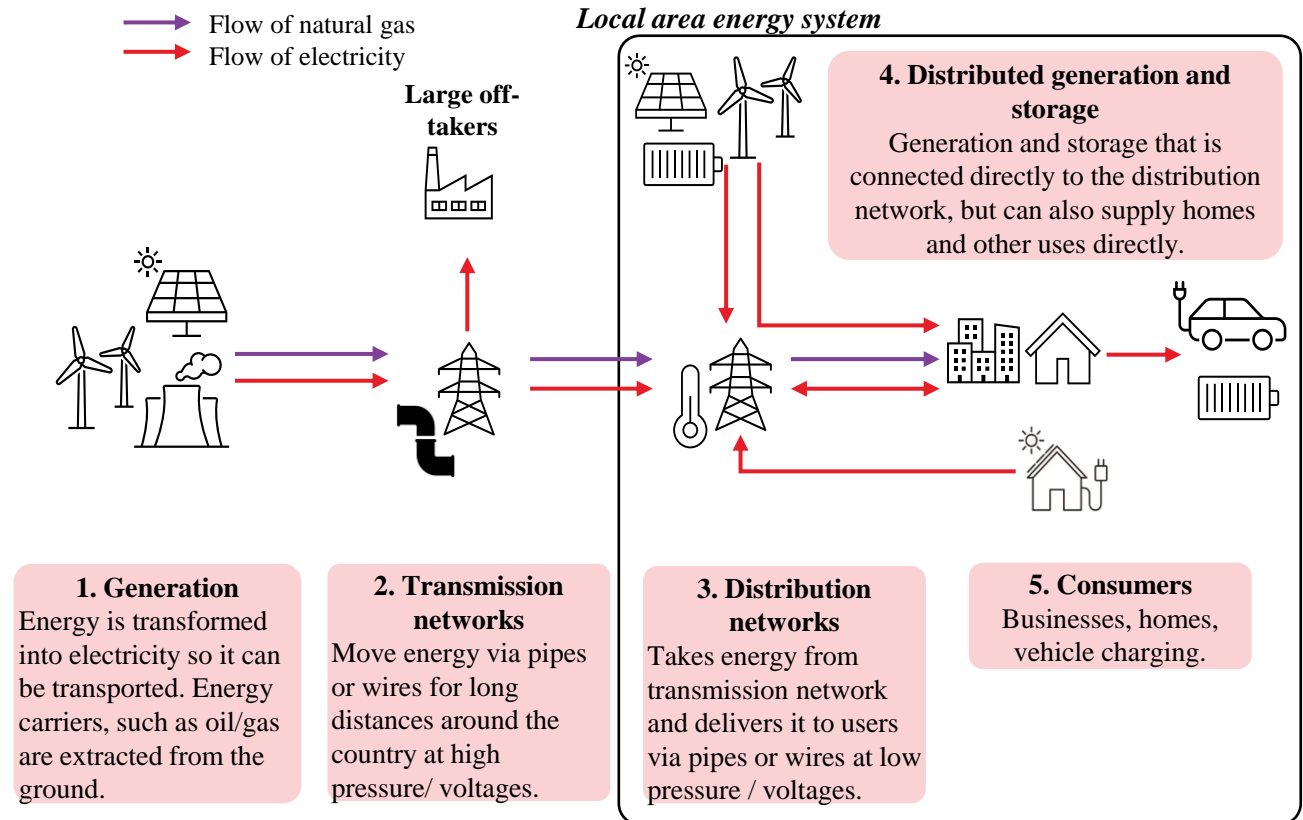 Local area energy system
Flow of natural gas
Flow of electricity
Large off-
takers
4. Distributed generation and
storage
Generation and storage that is
connected directly to the distribution
network, but can also supply homes
and other uses directly.
1. Generation
Energy is transformed
into electricity so it can
be transported. Energy
carriers, such as oil/gas
are extracted from the
ground.
2. Transmission
networks
Move energy via pipes
or wires for long
distances around the
country at high
pressure/ voltages.
3. Distribution
networks
Takes energy from
transmission network
and delivers it to users
via pipes or wires at low
pressure / voltages.
5. Consumers
Businesses, homes,
vehicle charging.